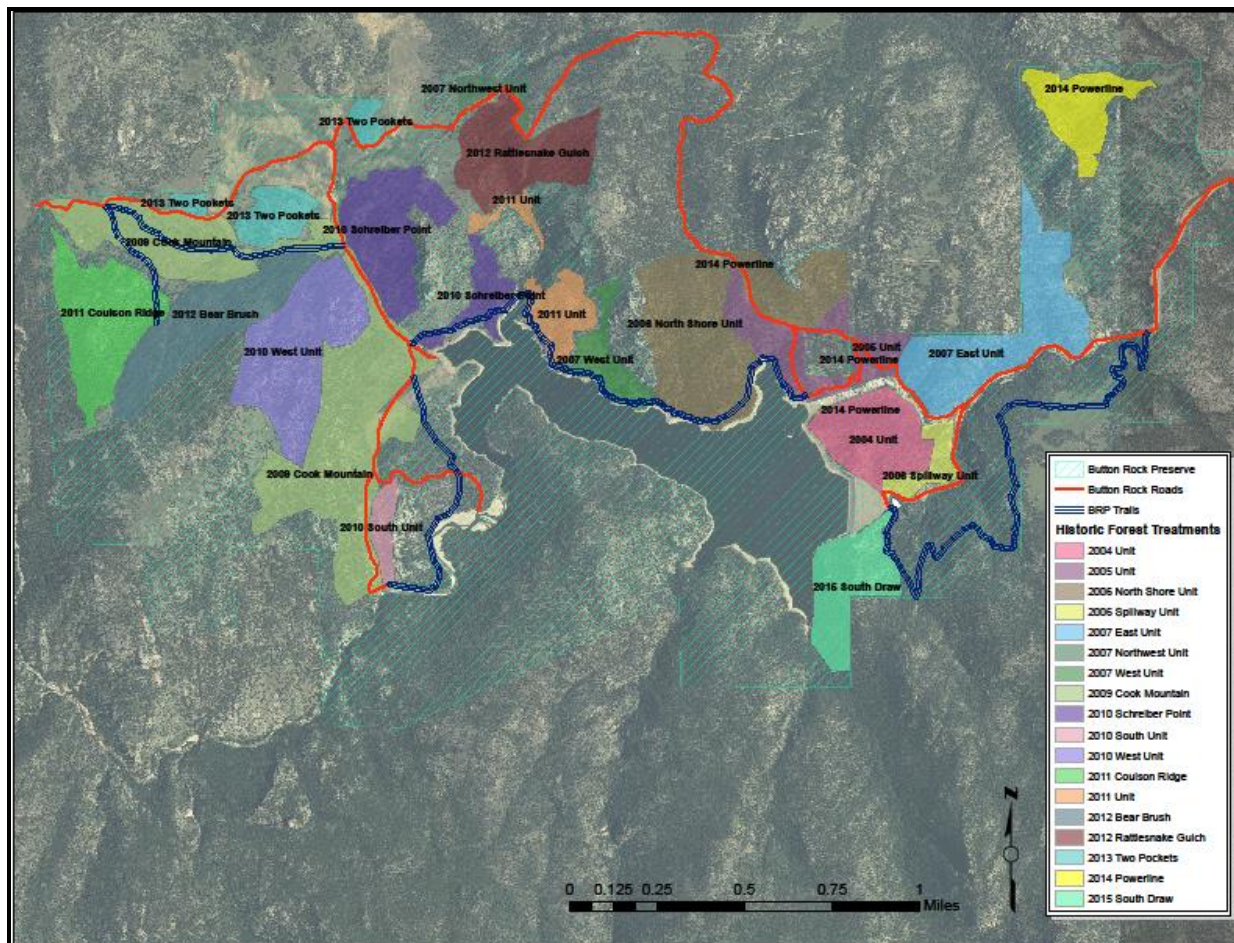 2007 Northwest Unit
2014 Powerline
2013 Two Pockets
2012 Rattlesnake Gulch
2013 Two Pockets
2013 Two Pockets
2011 Unit
2010 Schreiber Point
2009 Cook Mountain
2014 Powerline
2010 Schreiber Point
2011 Coulson Ridge
2012 Bear Brush
2011 Unit
2006 North Shore Unit
2005 Unit
2010 West Unit
2007 West Unit
2014 Powerline
2007 East Unit
2014 Powerline
2004 Unit
2009 Cook Mountain
2006 Spillway Unit
2010 South Unit
2015 South Draw
Button Rock Preserve
Button Rock Roads
BRP Trails
Historic Forest Treatments
2004 Unit
2005 Unit
2006 North Shore Unit
2006 Spillway Unit
2007 East Unit
2007 Northwest Unit
2007 West Unit
2009 Cook Mountain
2010 Schreiber Point
2010 South Unit
2010 West Unit
2011 Coulson Ridge
2011 Unit
2012 Bear Brush
2012 Rattlesnake Gulch
2013 Two Pockets
2014 Powerline
2015 South Draw
N
0 0.125 0.25 0.5 0.75 1
Miles